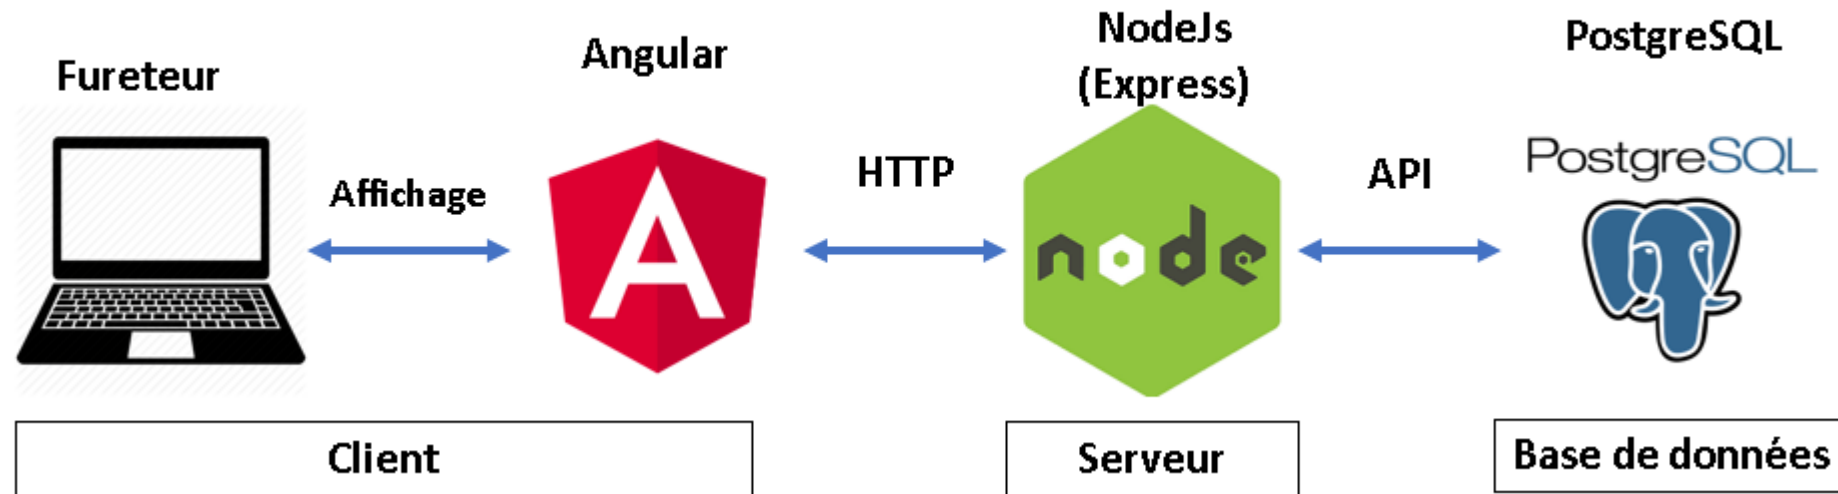 Fureteur
Affichage
Angular
HTTP
NodeJs
(Express)
node
API
PostgreSQL
PostgreSQL
Client
Serveur
Base de données